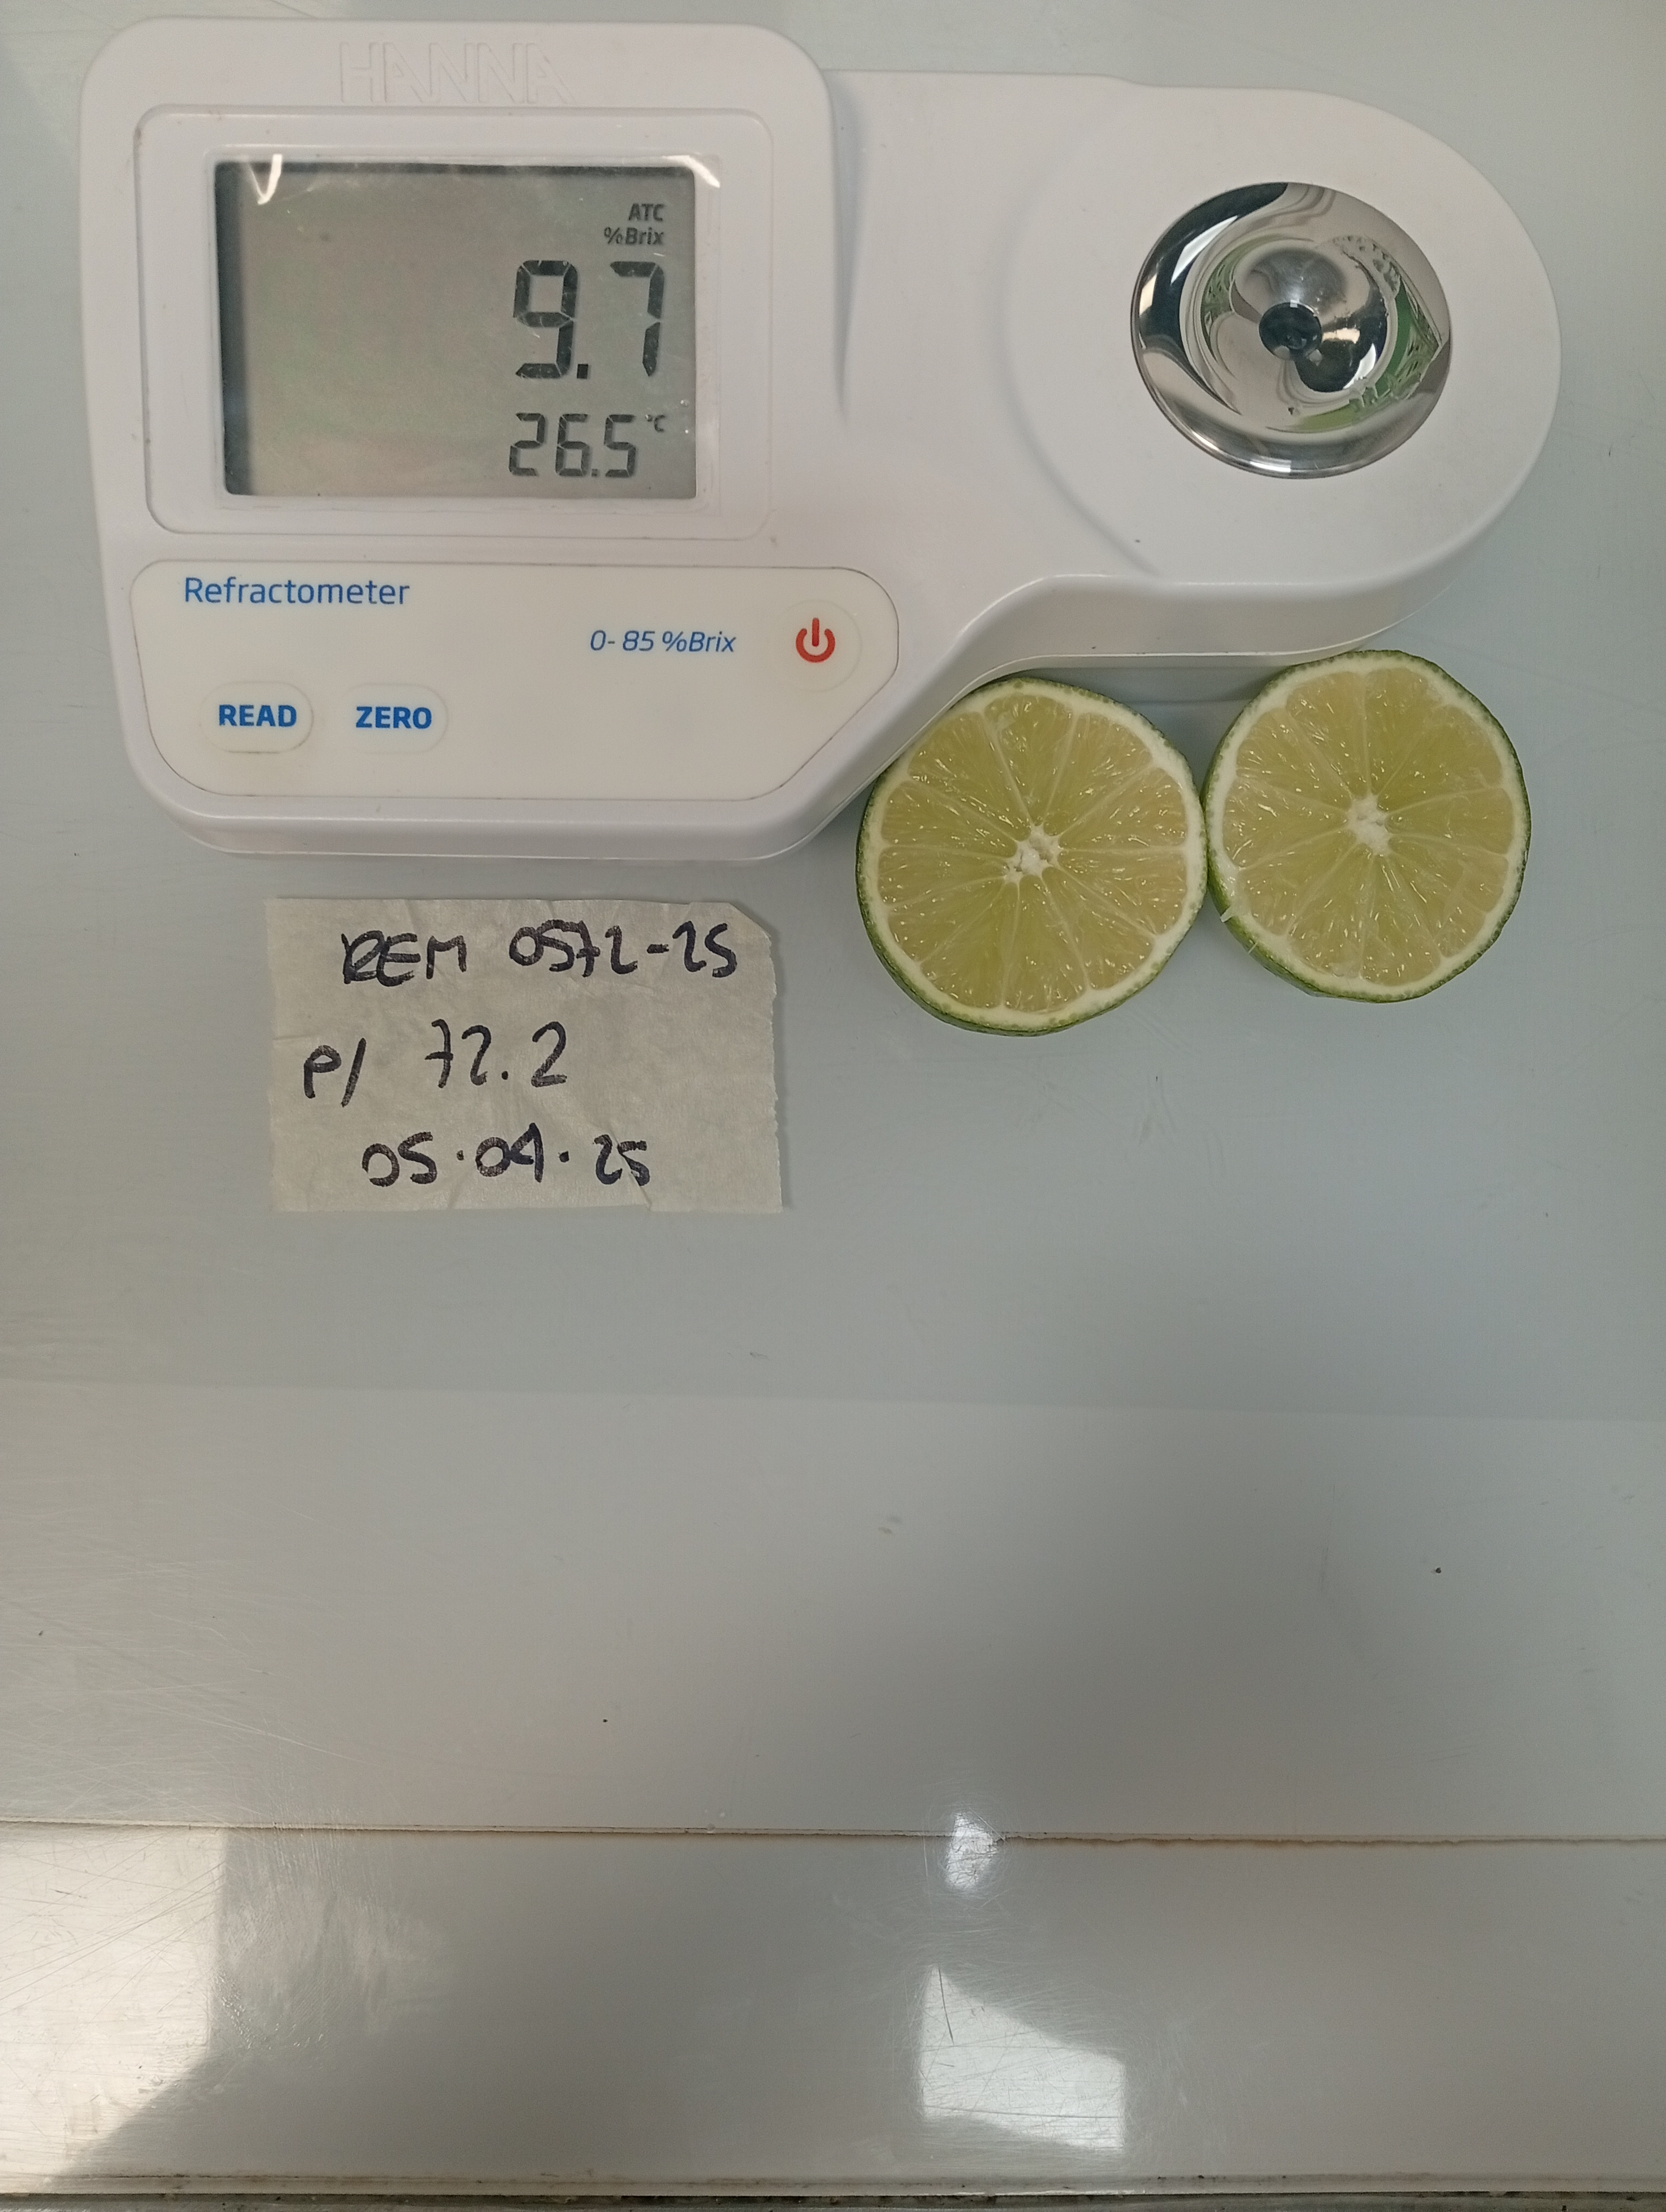 HANNA
ATC
%Brix
9.7
26.5 °C
Refractometer
0-85 %Brix
READ ZERO
REM 0572-25
P/ 72.2
05.04.25